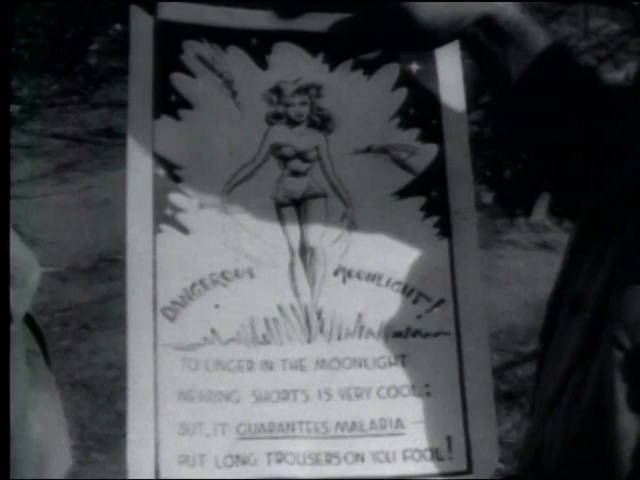 DANGEROUS MOONLIGHT!
TO LINGER IN THE MOONLIGHT
WEARING SHORTS IS VERY COOL:
BUT, IT GUARANTEES MALARIA —
PUT LONG TROUSERS ON YOU FOOL!